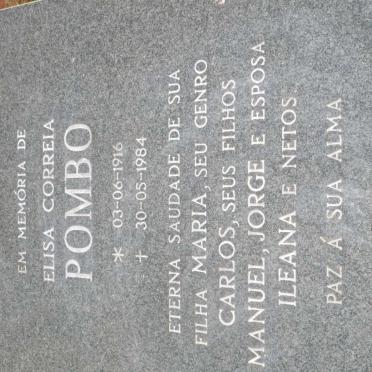 EM MEMÓRIA DE
ELISA CORREIA
POMBO
* 03-06-1916
+ 30-05-1984
ETERNA SAUDADE DE SUA
FILHA MARIA, SEU GENRO
CARLOS, SEUS FILHOS
MANUEL, JORGE E ESPOSA
ILEANA E NETOS
PAZ Á SUA ALMA